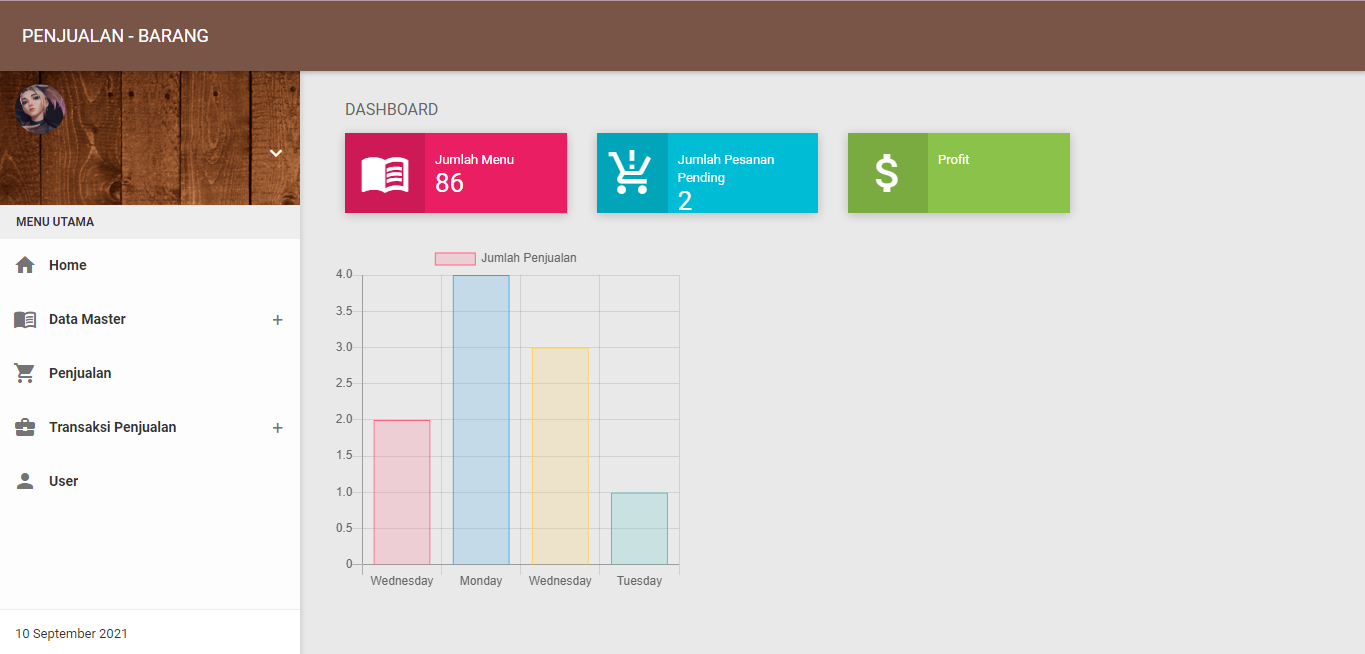 PENJUALAN - BARANG
MENU UTAMA
Home
Data Master
+
Penjualan
Transaksi Penjualan
+
User
10 September 2021
DASHBOARD
Jumlah Menu
86
Jumlah Pesanan
Pending
2
$
Profit
Jumlah Penjualan
4.0
3.5
3.0
2.5
2.0
1.5
1.0
0.5
0
Wednesday Monday Wednesday Tuesday